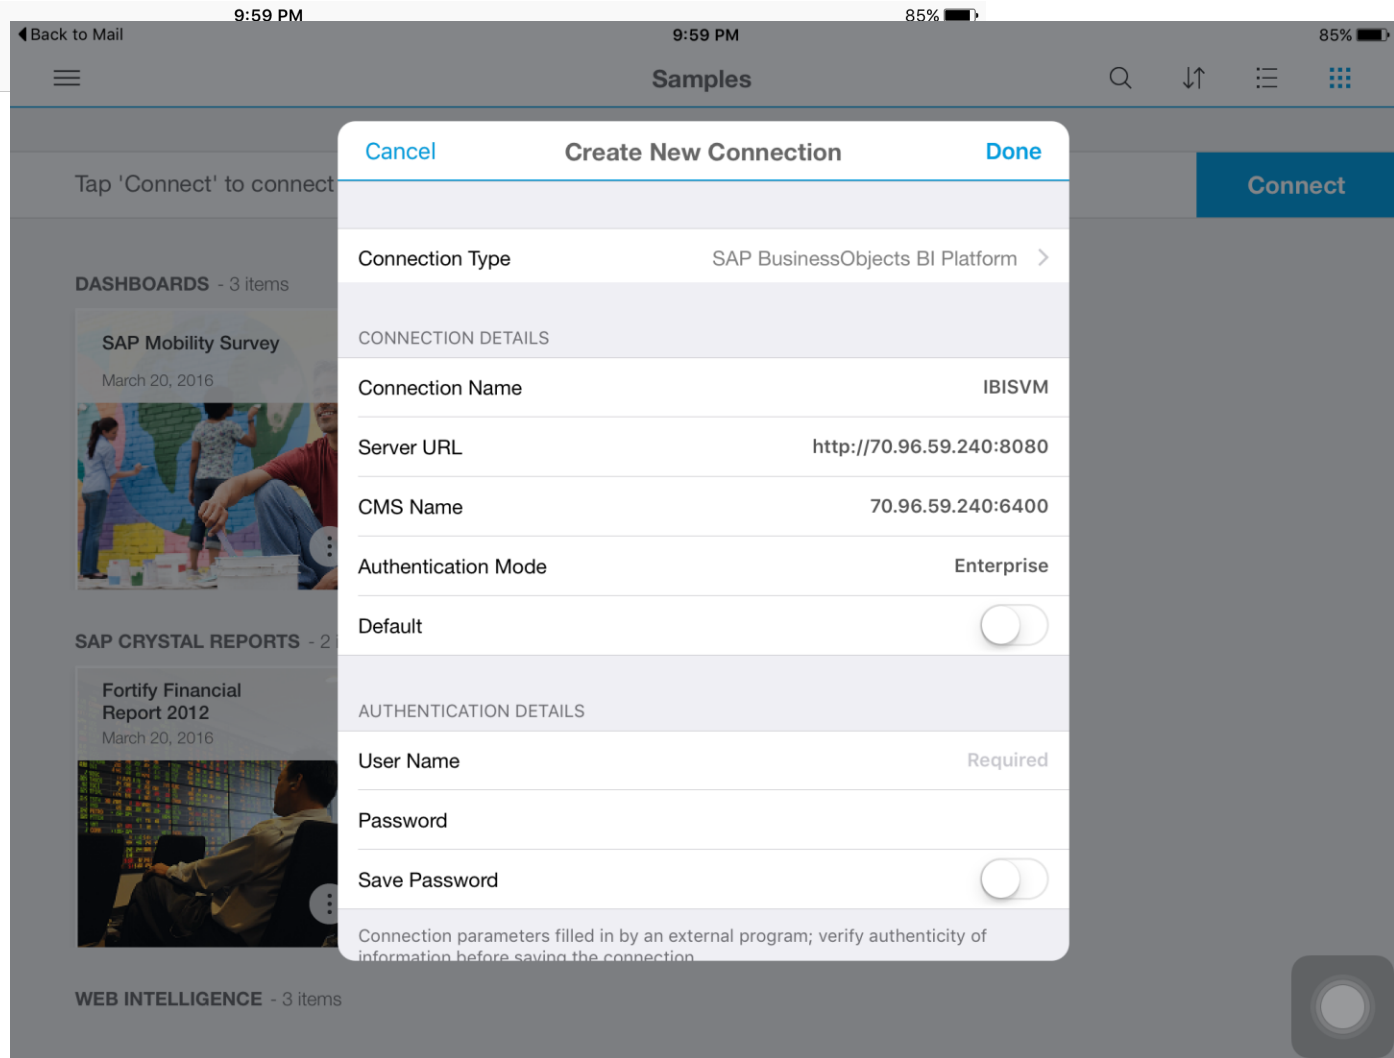 9:59 PM
85%
Back to Mail
9:59 PM
85%
Samples
Cancel
Create New Connection
Done
Tap 'Connect' to connect
Connect
Connection Type
SAP BusinessObjects BI Platform
DASHBOARDS - 3 items
SAP Mobility Survey
March 20, 2016
CONNECTION DETAILS
Connection Name
IBISVM
Server URL
http://70.96.59.240:8080
CMS Name
70.96.59.240:6400
Authentication Mode
Enterprise
Default
SAP CRYSTAL REPORTS - 2
Fortify Financial
Report 2012
March 20, 2016
AUTHENTICATION DETAILS
User Name
Required
Password
Save Password
Connection parameters filled in by an external program; verify authenticity of
information before saving the connection
WEB INTELLIGENCE - 3 items